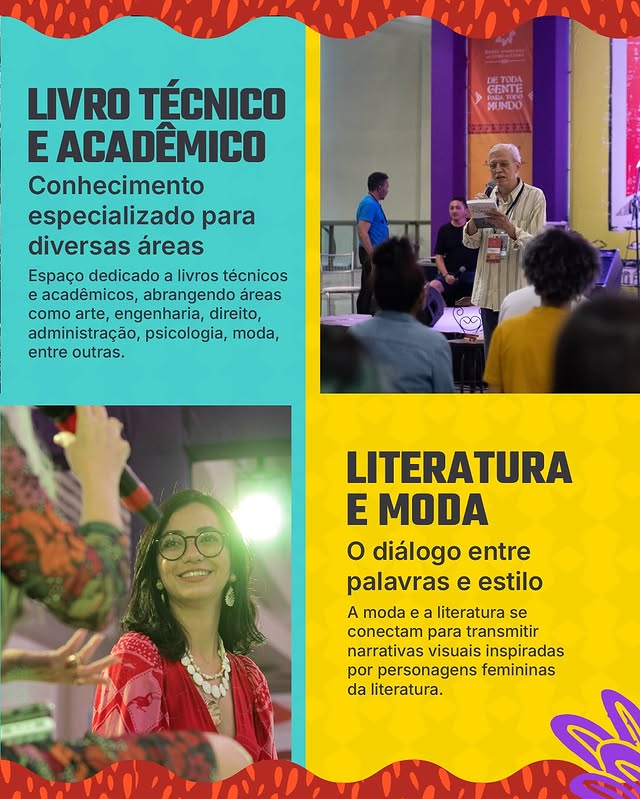 LIVRO TÉCNICO
E ACADÊMICO
Conhecimento
especializado para
diversas áreas
Espaço dedicado a livros técnicos
e acadêmicos, abrangendo áreas
como arte, engenharia, direito,
administração, psicologia, moda,
entre outras.
DE TODA
GENTE
PARA TODO
MUNDO
LITERATURA
E MODA
O diálogo entre
palavras e estilo
A moda e a literatura se
conectam para transmitir
narrativas visuais inspiradas
por personagens femininas
da literatura.